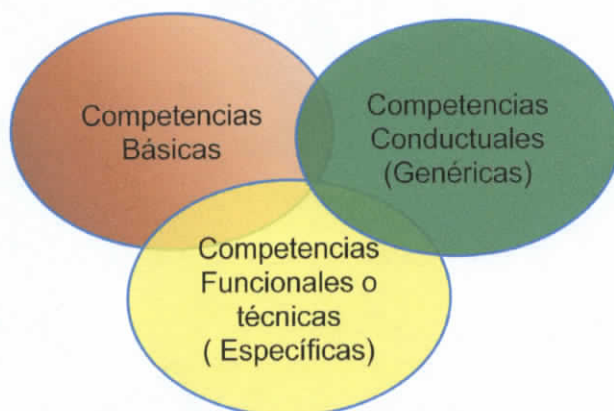 Competencias
Básicas
Competencias
Conductuales
(Genéricas)
Competencias
Funcionales o
técnicas
( Específicas)